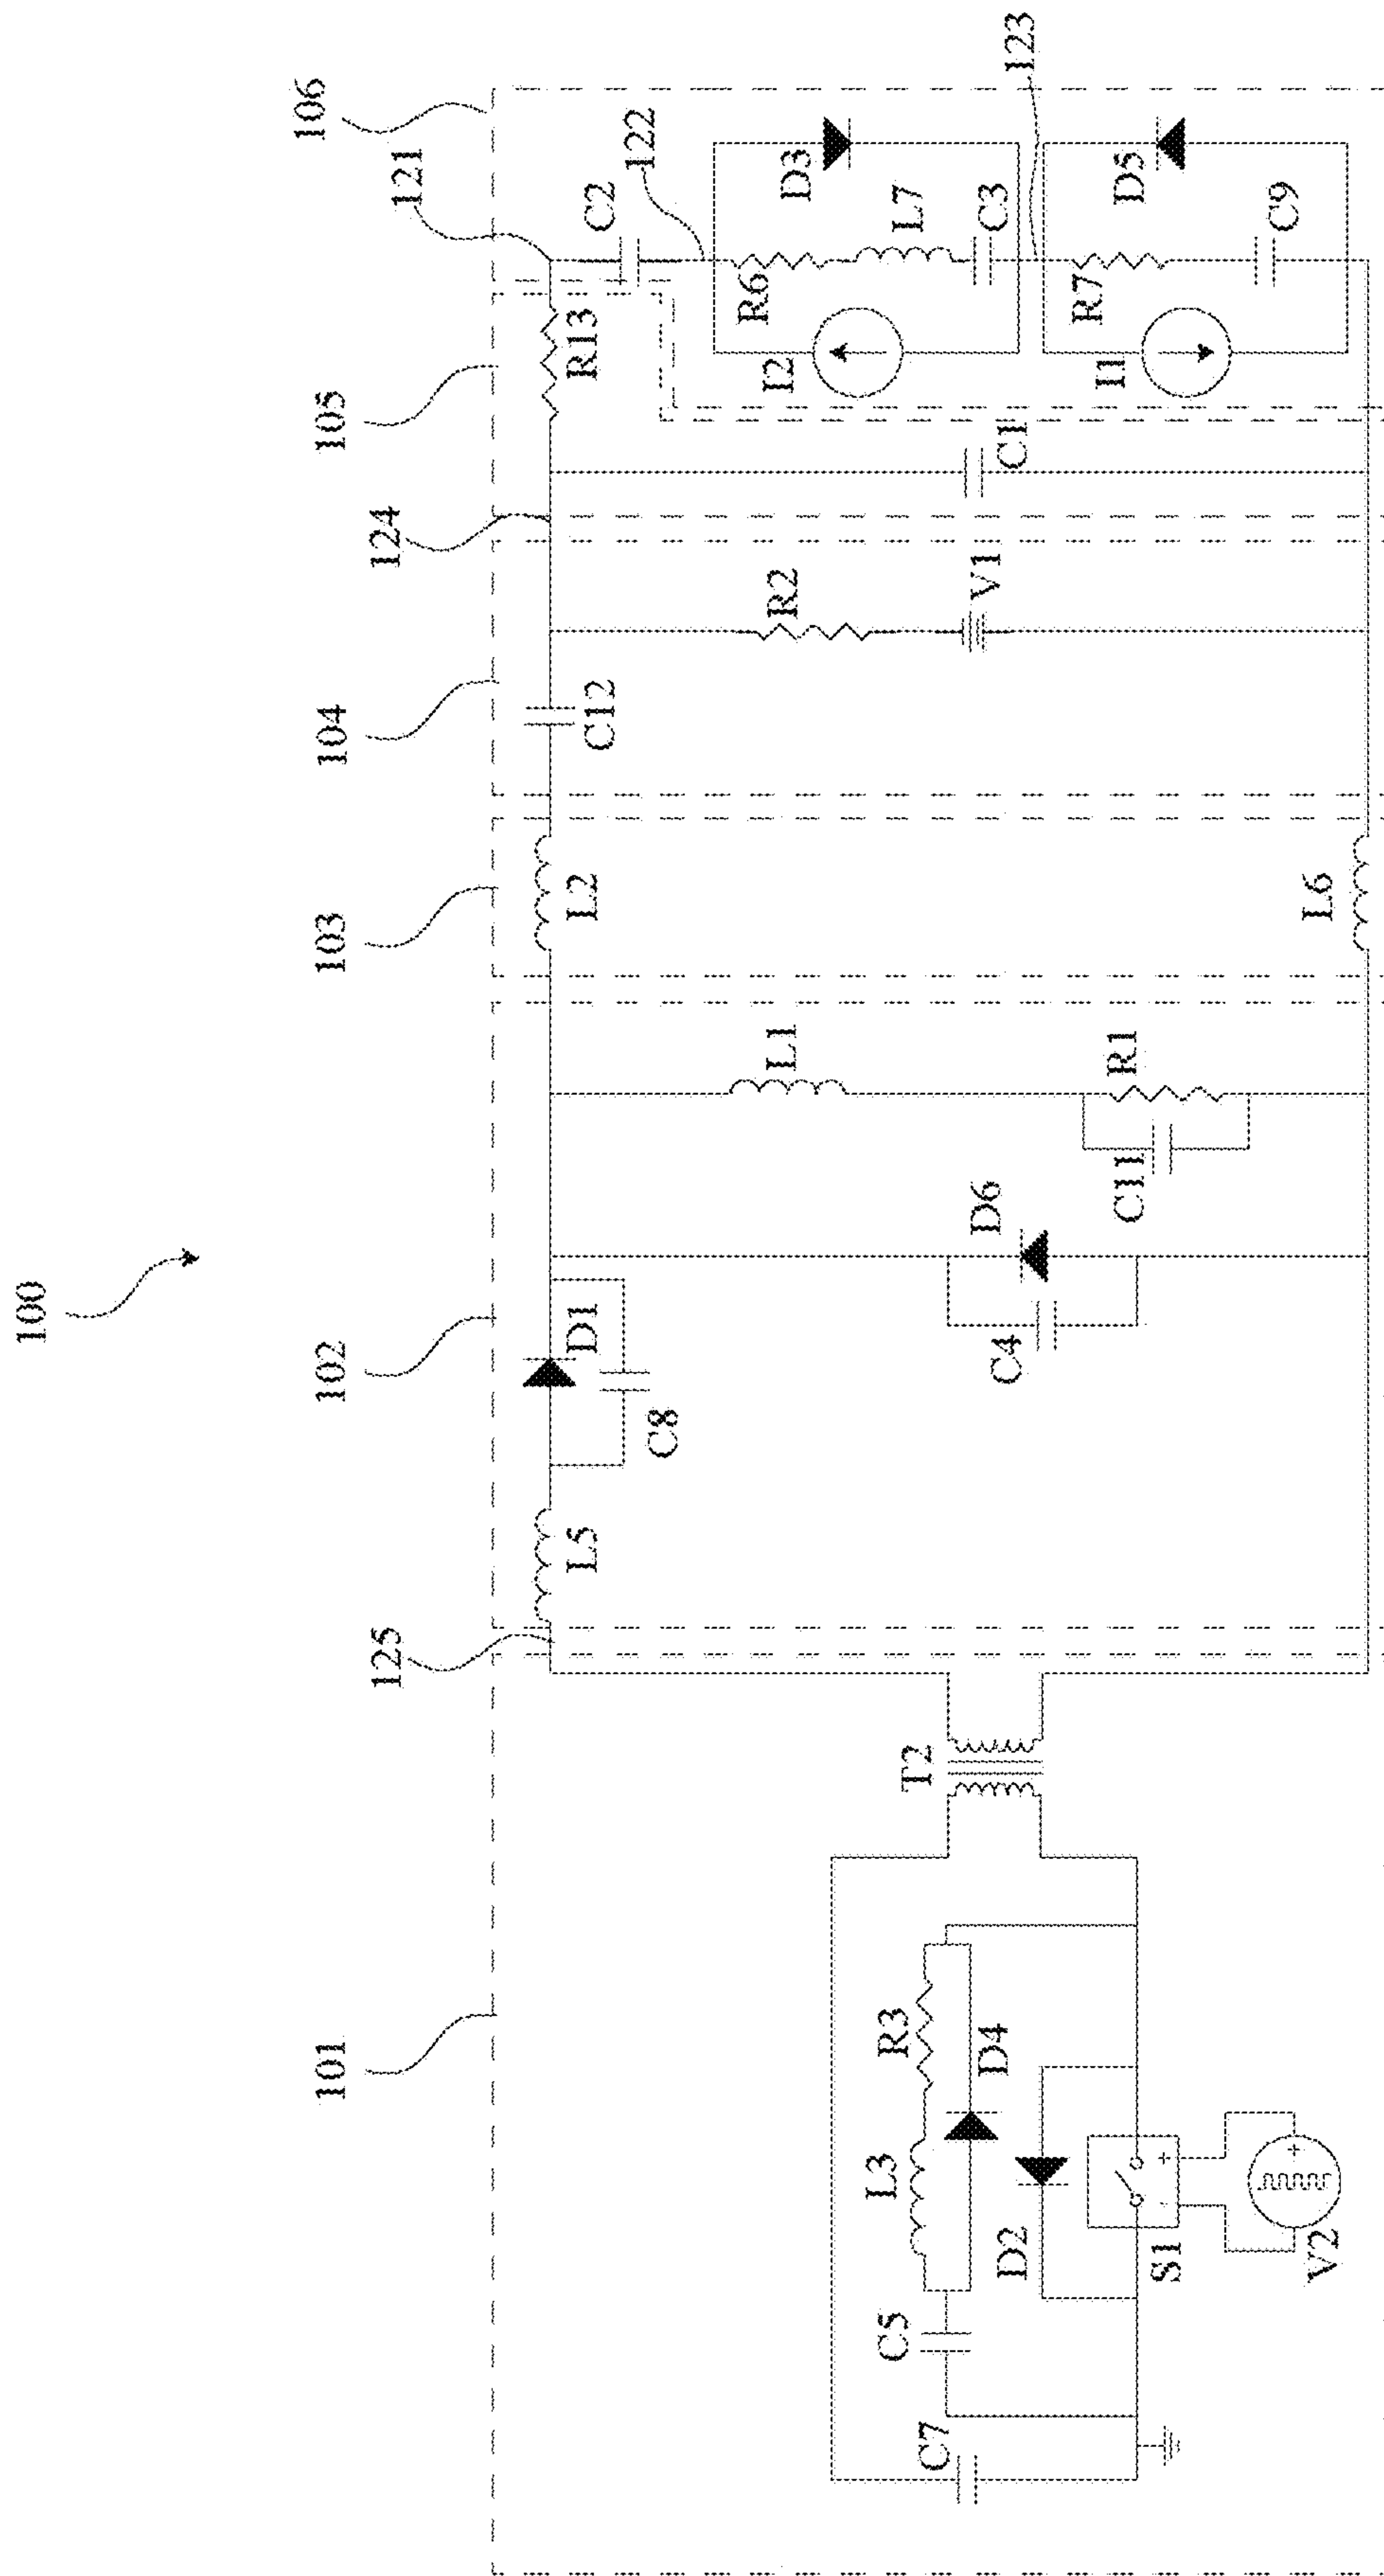 100
101
102
103
104
105
106
125
124
121
122
123
C7
C5
L3
R3
D4
D2
S1
+
-
V2
+
T2
L5
D1
C8
C4
D6
L1
C11
R1
L2
L6
C12
R2
V1
C1
R13
C2
I2
R6
L7
C3
D3
I1
R7
C9
D5